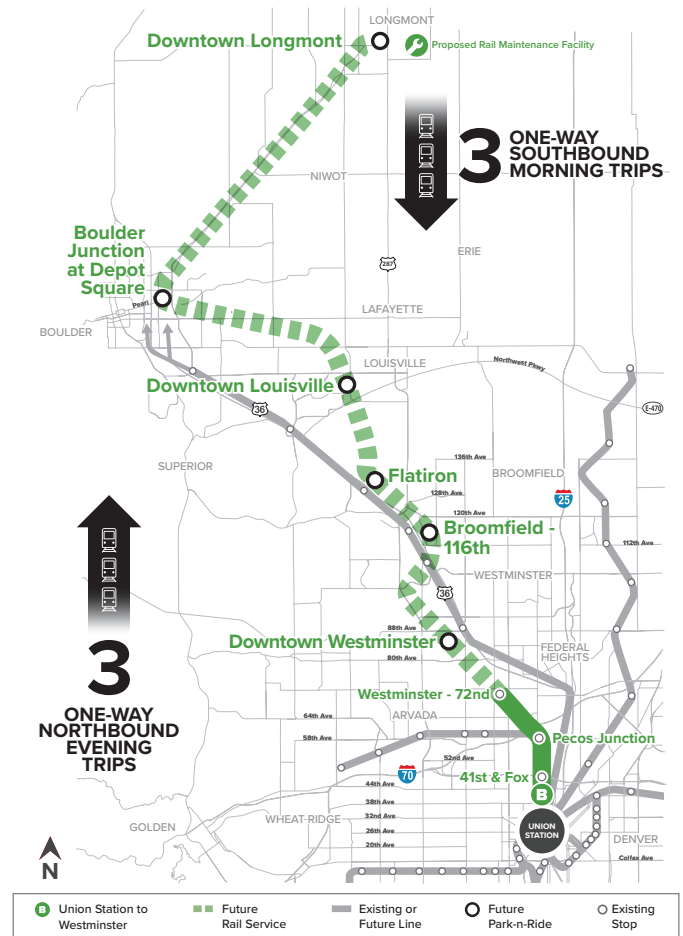 LONGMONT
Downtown Longmont
Proposed Rail Maintenance Facility
3
ONE-WAY
SOUTHBOUND
MORNING TRIPS
NIWOT
Boulder
Junction
at Depot
Square
ERIE
287
Pearl
LAFAYETTE
BOULDER
LOUISVILLE
Northwest Pkwy
Downtown Louisville
36
E-470
136th Ave
SUPERIOR
BROOMFIELD
Flatiron
128th Ave
25
120th Ave
Broomfield -
116th
112th Ave
WESTMINSTER
36
88th Ave
Downtown Westminster
FEDERAL
HEIGHTS
80th Ave
3
ONE-WAY
NORTHBOUND
EVENING
TRIPS
Westminster - 72nd
64th Ave
ARVADA
58th Ave
Pecos Junction
52nd Ave
70
41st & Fox
44th Ave
B
38th Ave
GOLDEN
WHEAT-RIDGE
32nd Ave
UNION
STATION
26th Ave
20th Ave
DENVER
Colfax Ave
N
B
Union Station to
Westminster
Future
Rail Service
Existing or
Future Line
Future
Park-n-Ride
Existing
Stop